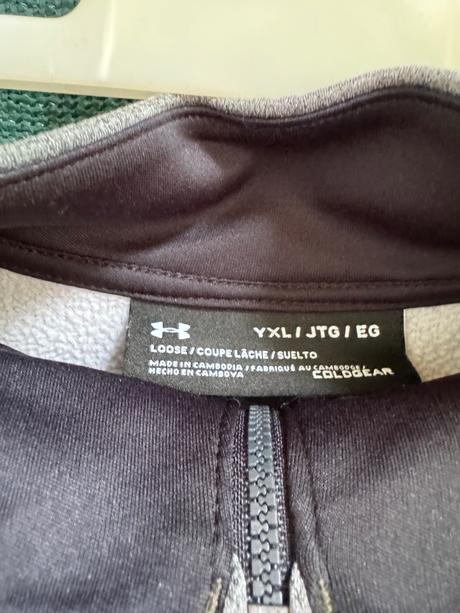 YXL / JTG / EG
LOOSE / COUPE LÂCHE / SUELTO
MADE IN CAMBODIA / FABRIQUÉ AU CAMBODGE /
HECHO EN CAMBOYA
COLDGEAR